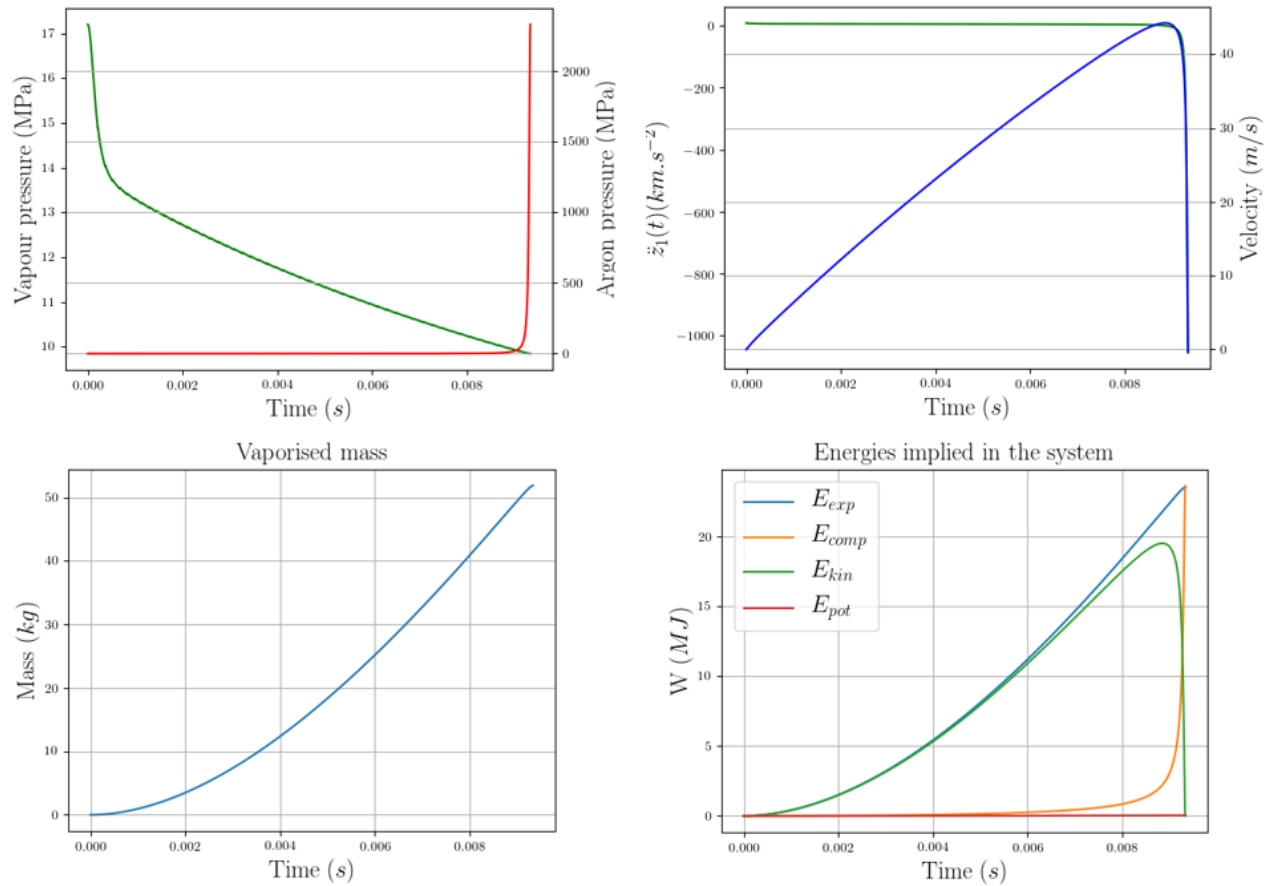 Vapour pressure (MPa)
17
16
15
14
13
12
11
10
2000
1500
1000
500
0
Argon pressure (MPa)
0.000 0.002 0.004 0.006 0.008
Time (s)
z̈₁(t)(km.s⁻²)
0
−200
−400
−600
−800
−1000
40
30
20
10
0
Velocity (m/s)
0.000 0.002 0.004 0.006 0.008
Time (s)
Vaporised mass
Mass (kg)
50
40
30
20
10
0
0.000 0.002 0.004 0.006 0.008
Time (s)
Energies implied in the system
W (MJ)
20
15
10
5
0
E_exp
E_comp
E_kin
E_pot
0.000 0.002 0.004 0.006 0.008
Time (s)